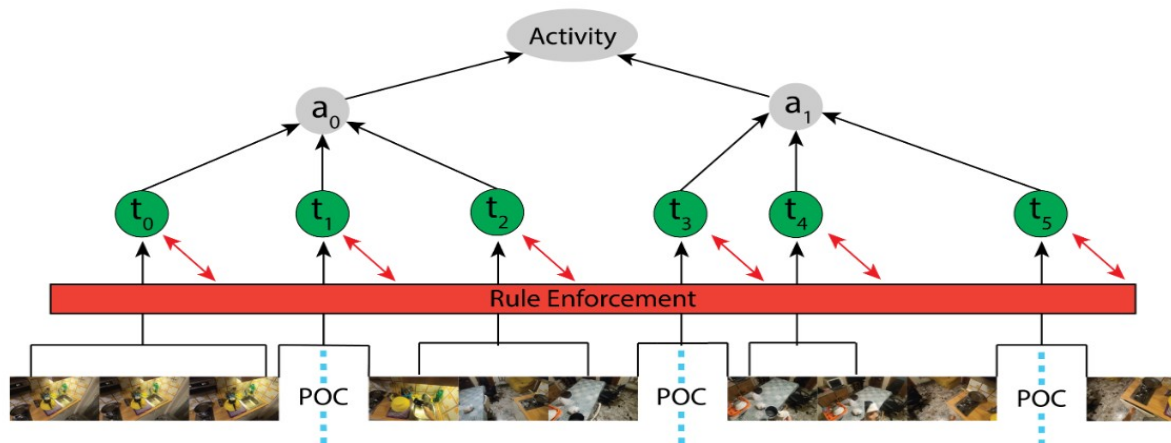 Activity
a0
a1
t0
t1
t2
t3
t4
t5
Rule Enforcement
POC
POC
POC